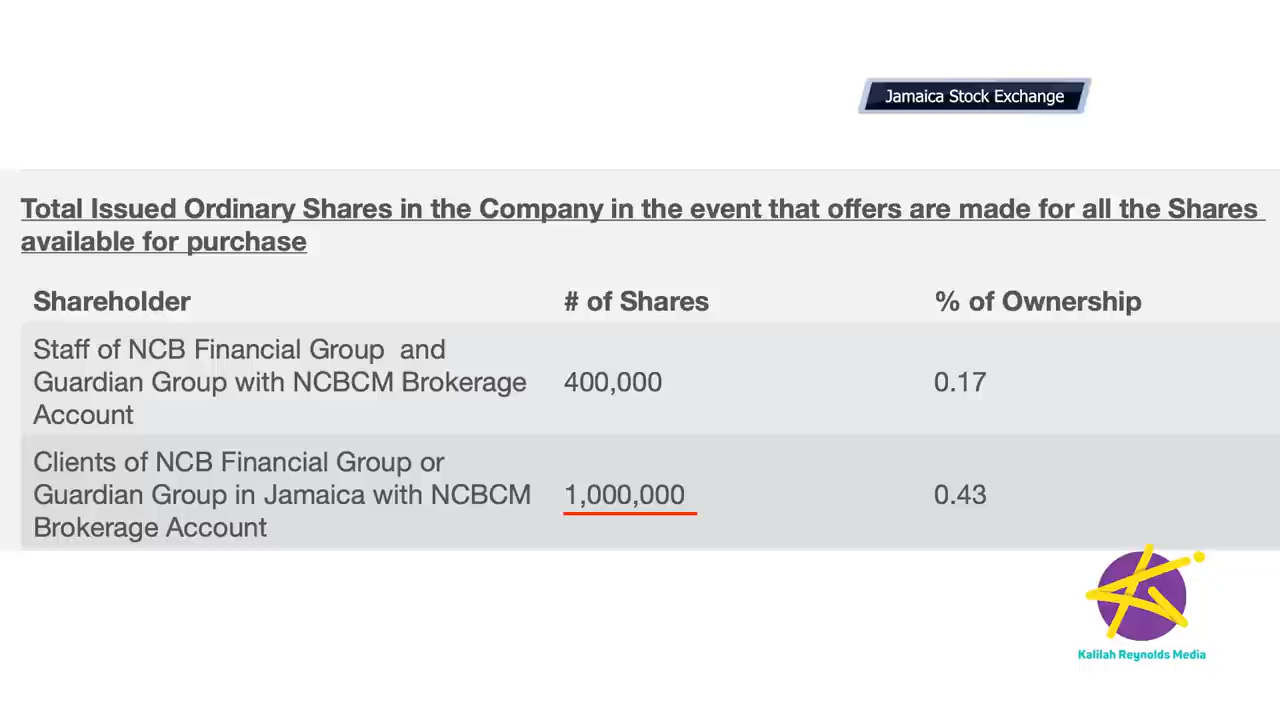 Jamaica Stock Exchange
Total Issued Ordinary Shares in the Company in the event that offers are made for all the Shares
available for purchase
Shareholder # of Shares % of Ownership
Staff of NCB Financial Group and
Guardian Group with NCBCM Brokerage 400,000 0.17
Account
Clients of NCB Financial Group or
Guardian Group in Jamaica with NCBCM 1,000,000 0.43
Brokerage Account
Kalilah Reynolds Media